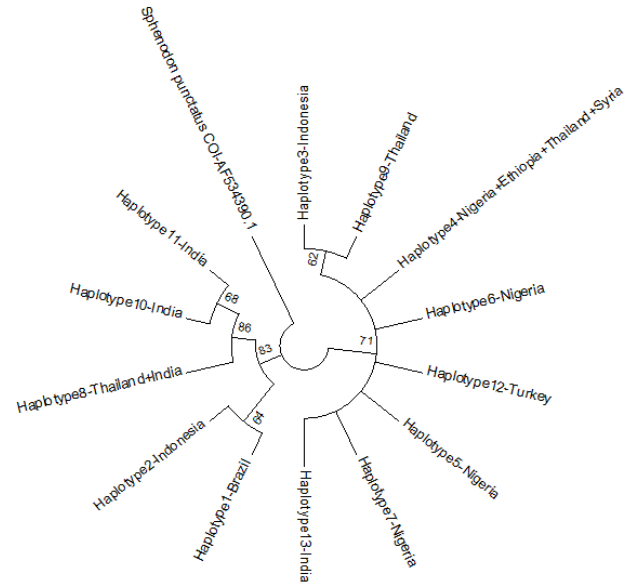 Sphenodon punctatus COI-AF534390.1
Haplotype3-Indonesia
Haplotype9-Thailand
Haplotype4-Nigeria+Ethiopia+Thailand+Syria
Haplotype6-Nigeria
Haplotype12-Turkey
Haplotype5-Nigeria
Haplotype7-Nigeria
Haplotype13-India
Haplotype1-Brazil
Haplotype2-Indonesia
Haplotype8-Thailand+India
Haplotype10-India
Haplotype11-India
62
71
68
86
83
64